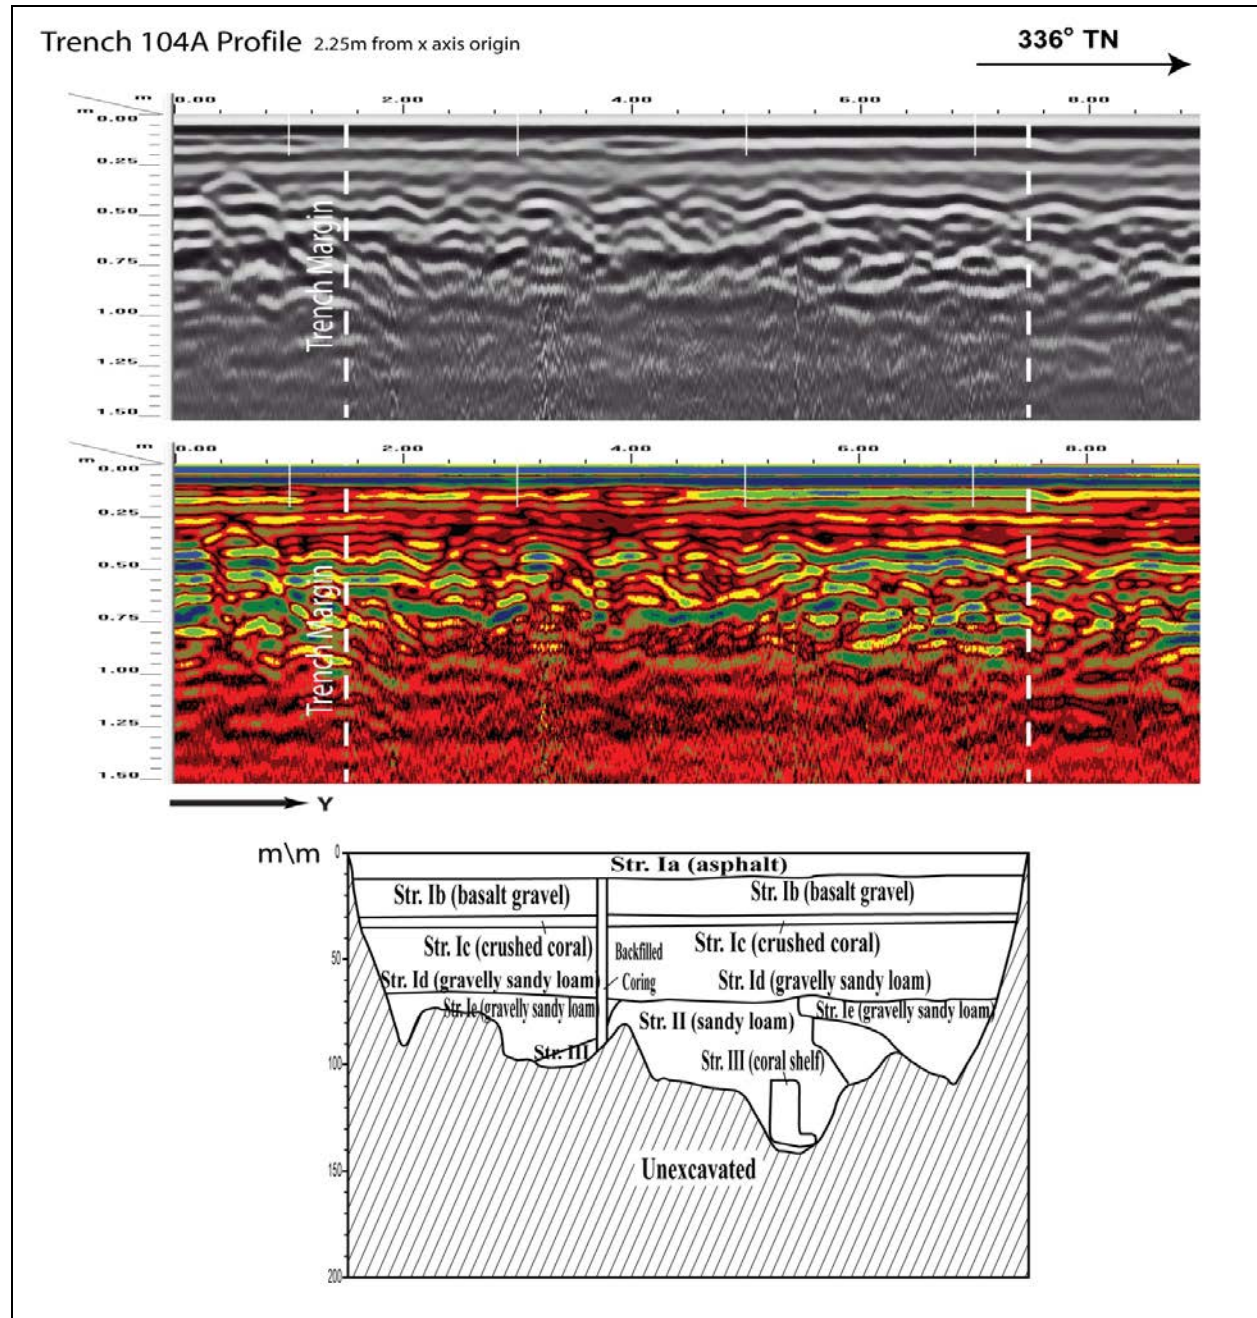 Trench 104A Profile 2.25m from x axis origin
336° TN
m 0.00 2.00 4.00 6.00 8.00
m
0.00
0.25
0.50
0.75
1.00
1.25
1.50
Trench Margin
m 0.00 2.00 4.00 6.00 8.00
m
0.00
0.25
0.50
0.75
1.00
1.25
1.50
Trench Margin
Y
m\m
0
Str. Ia (asphalt)
Str. Ib (basalt gravel) Str. Ib (basalt gravel)
Str. Ic (crushed coral) Backfilled Str. Ic (crushed coral)
50
Str. Id (gravelly sandy loam) Coring Str. Id (gravelly sandy loam)
Str. Ie (gravelly sandy loam) Str. II (sandy loam) Str. Ie (gravelly sandy loam)
Str. III Str. III (coral shelf)
100
150
Unexcavated
200